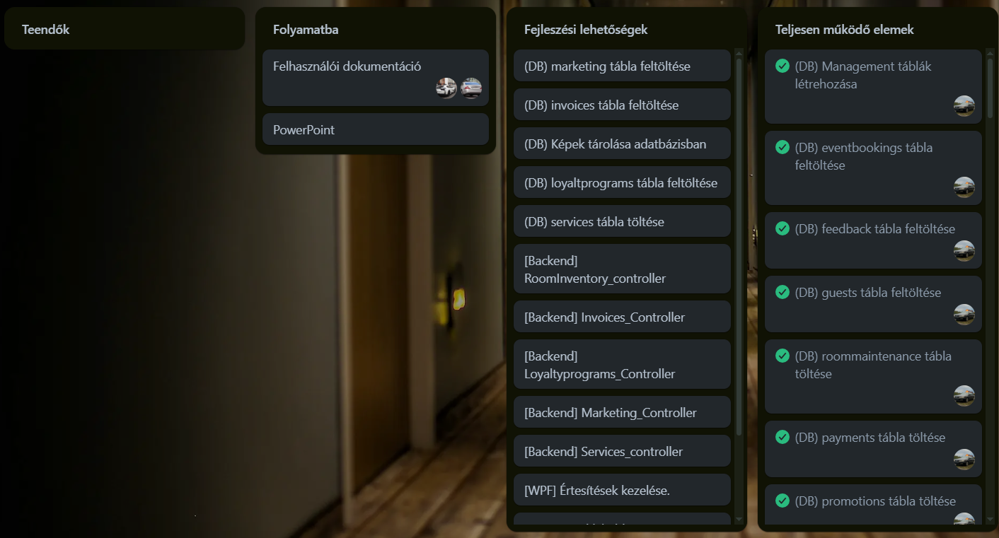 Teendők
Folyamatba
Felhasználói dokumentáció
PowerPoint
Fejlesztési lehetőségek
(DB) marketing tábla feltöltése
(DB) invoices tábla feltöltése
(DB) Képek tárolása adatbázisban
(DB) loyaltprograms tábla feltöltése
(DB) services tábla töltése
[Backend]
RoomInventory_controller
[Backend] Invoices_Controller
[Backend]
Loyaltyprograms_Controller
[Backend] Marketing_Controller
[Backend] Services_controller
[WPF] Értesítések kezelése.
Teljesen működő elemek
(DB) Management táblák
létrehozása
(DB) eventbookings tábla
feltöltése
(DB) feedback tábla feltöltése
(DB) guests tábla feltöltése
(DB) roommaintenance tábla
töltése
(DB) payments tábla töltése
(DB) promotions tábla töltése